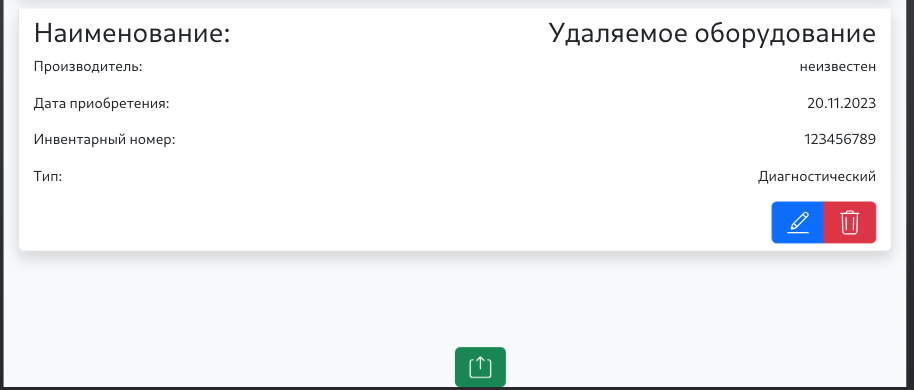 Наименование: Удаляемое оборудование
Производитель: неизвестен
Дата приобретения: 20.11.2023
Инвентарный номер: 123456789
Тип: Диагностический